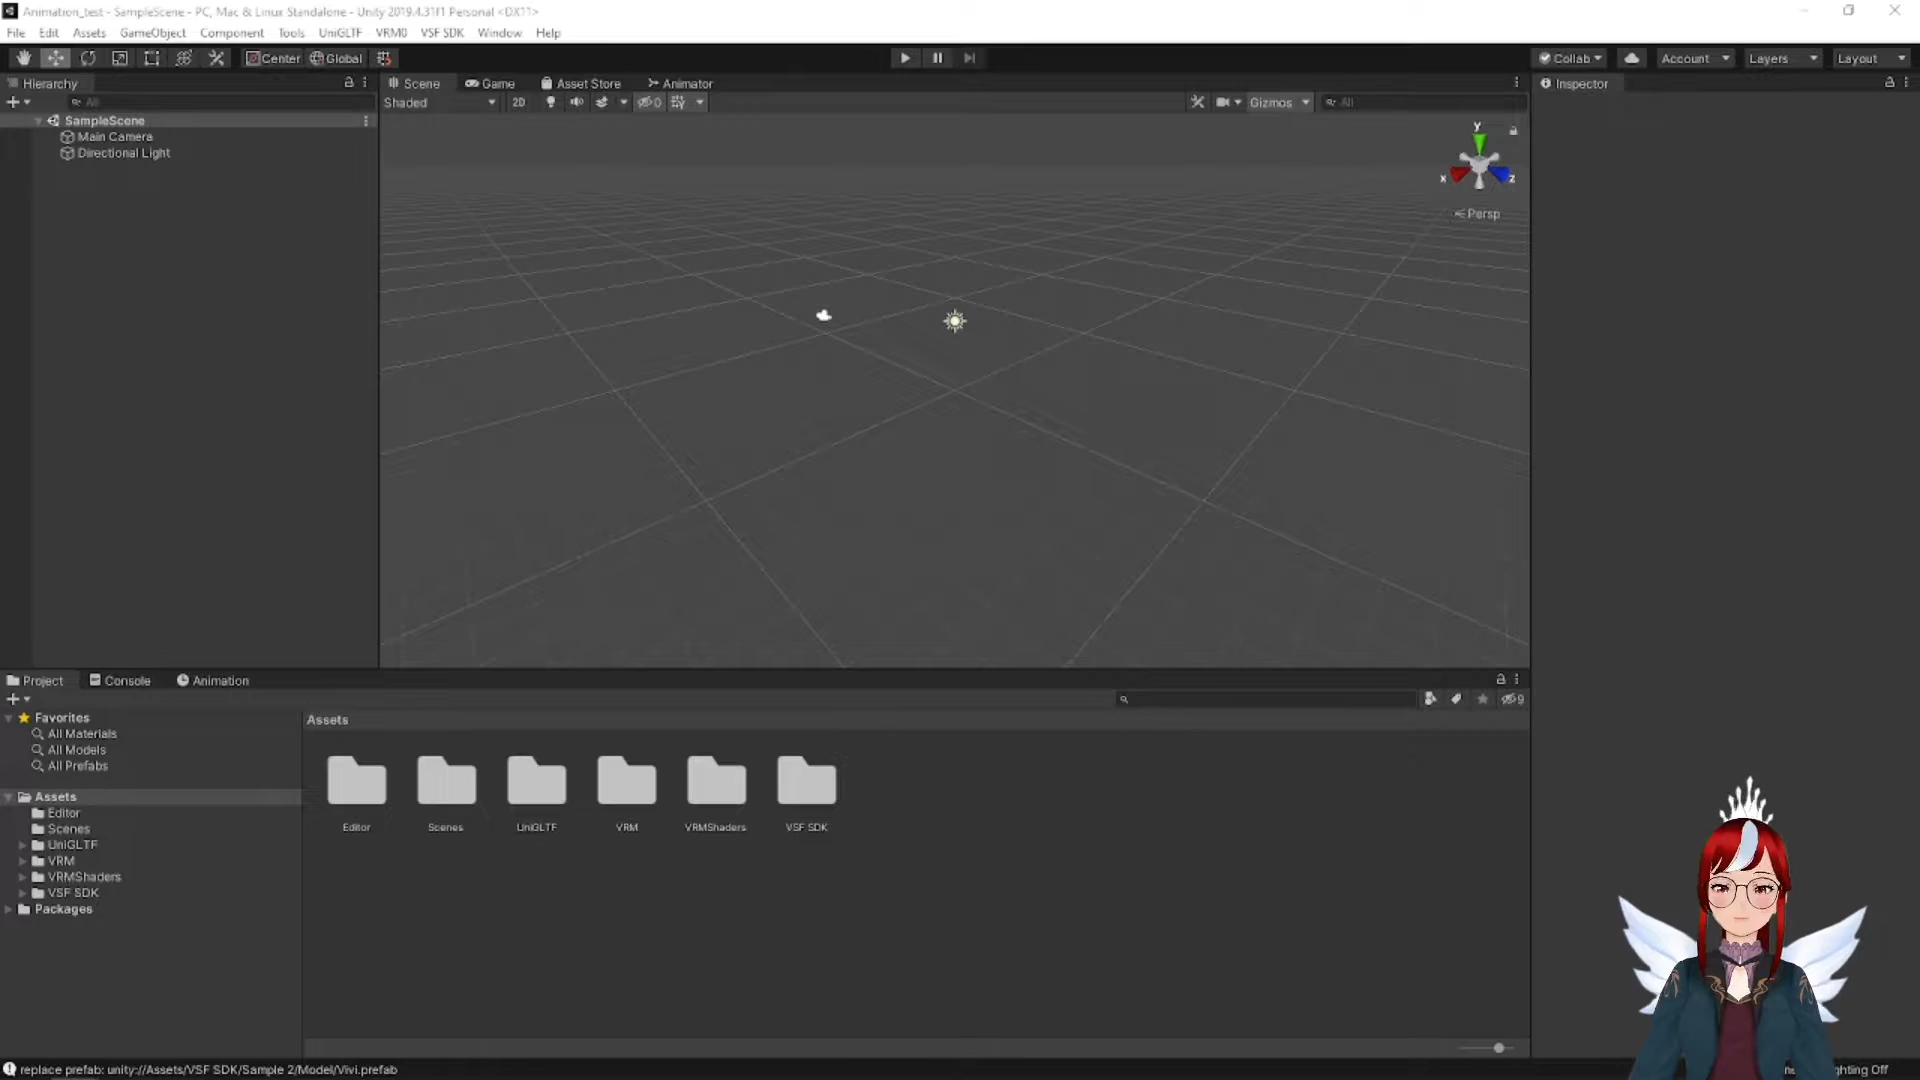 Animation_test - SampleScene - PC, Mac & Linux Standalone - Unity 2019.4.31f1 Personal <DX11>
File Edit Assets GameObject Component Tools UniGLTF VRM0 VSF SDK Window Help
Center Global Collab Account Layers Layout
Hierarchy
All
SampleScene
Main Camera
Directional Light
Scene Game Asset Store Animator
Shaded 2D 0 Gizmos All
y
x z
Persp
Inspector
Project Console Animation
9
Favorites
All Materials
All Models
All Prefabs
Assets
Editor
Scenes
UniGLTF
VRM
VRMShaders
VSF SDK
Packages
Assets
Editor Scenes UniGLTF VRM VRMShaders VSF SDK
replace prefab: unity://Assets/VSF SDK/Sample 2/Model/Vivi.prefab
Off